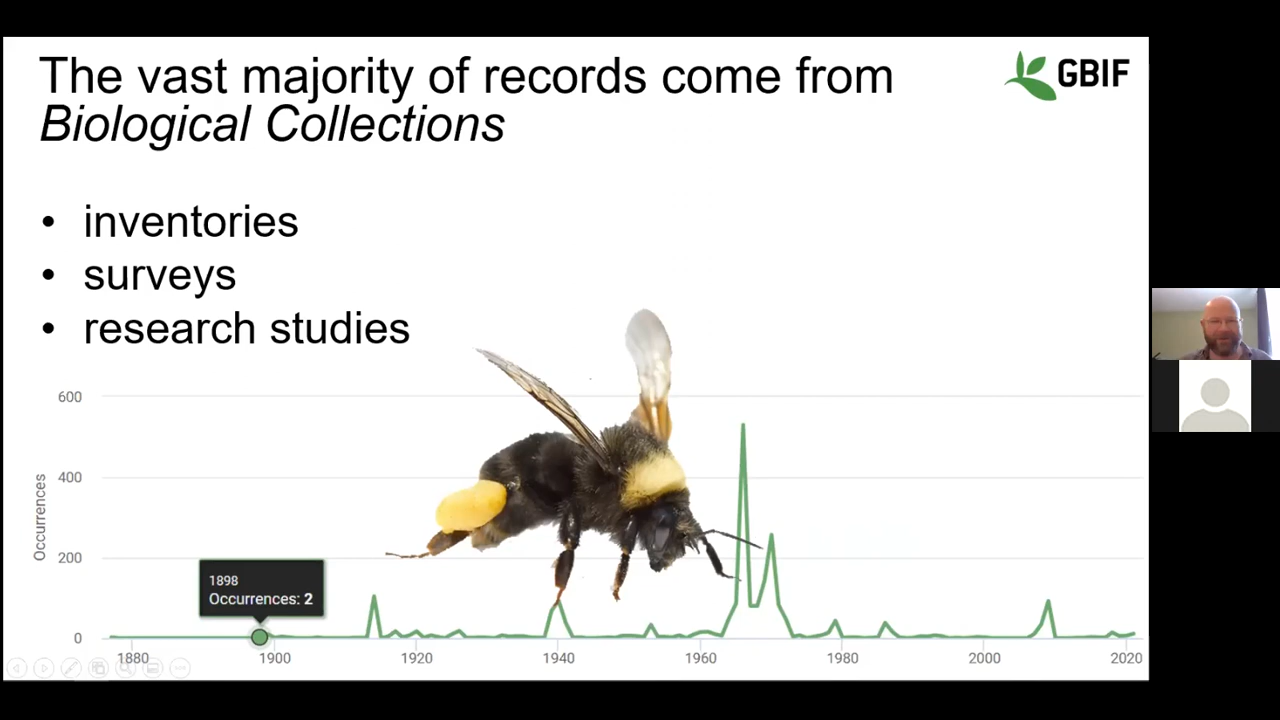 The vast majority of records come from
Biological Collections
GBIF
• inventories
• surveys
• research studies
600
400
200
0
Occurrences
1898
Occurrences: 2
1880 1900 1920 1940 1960 1980 2000 2020